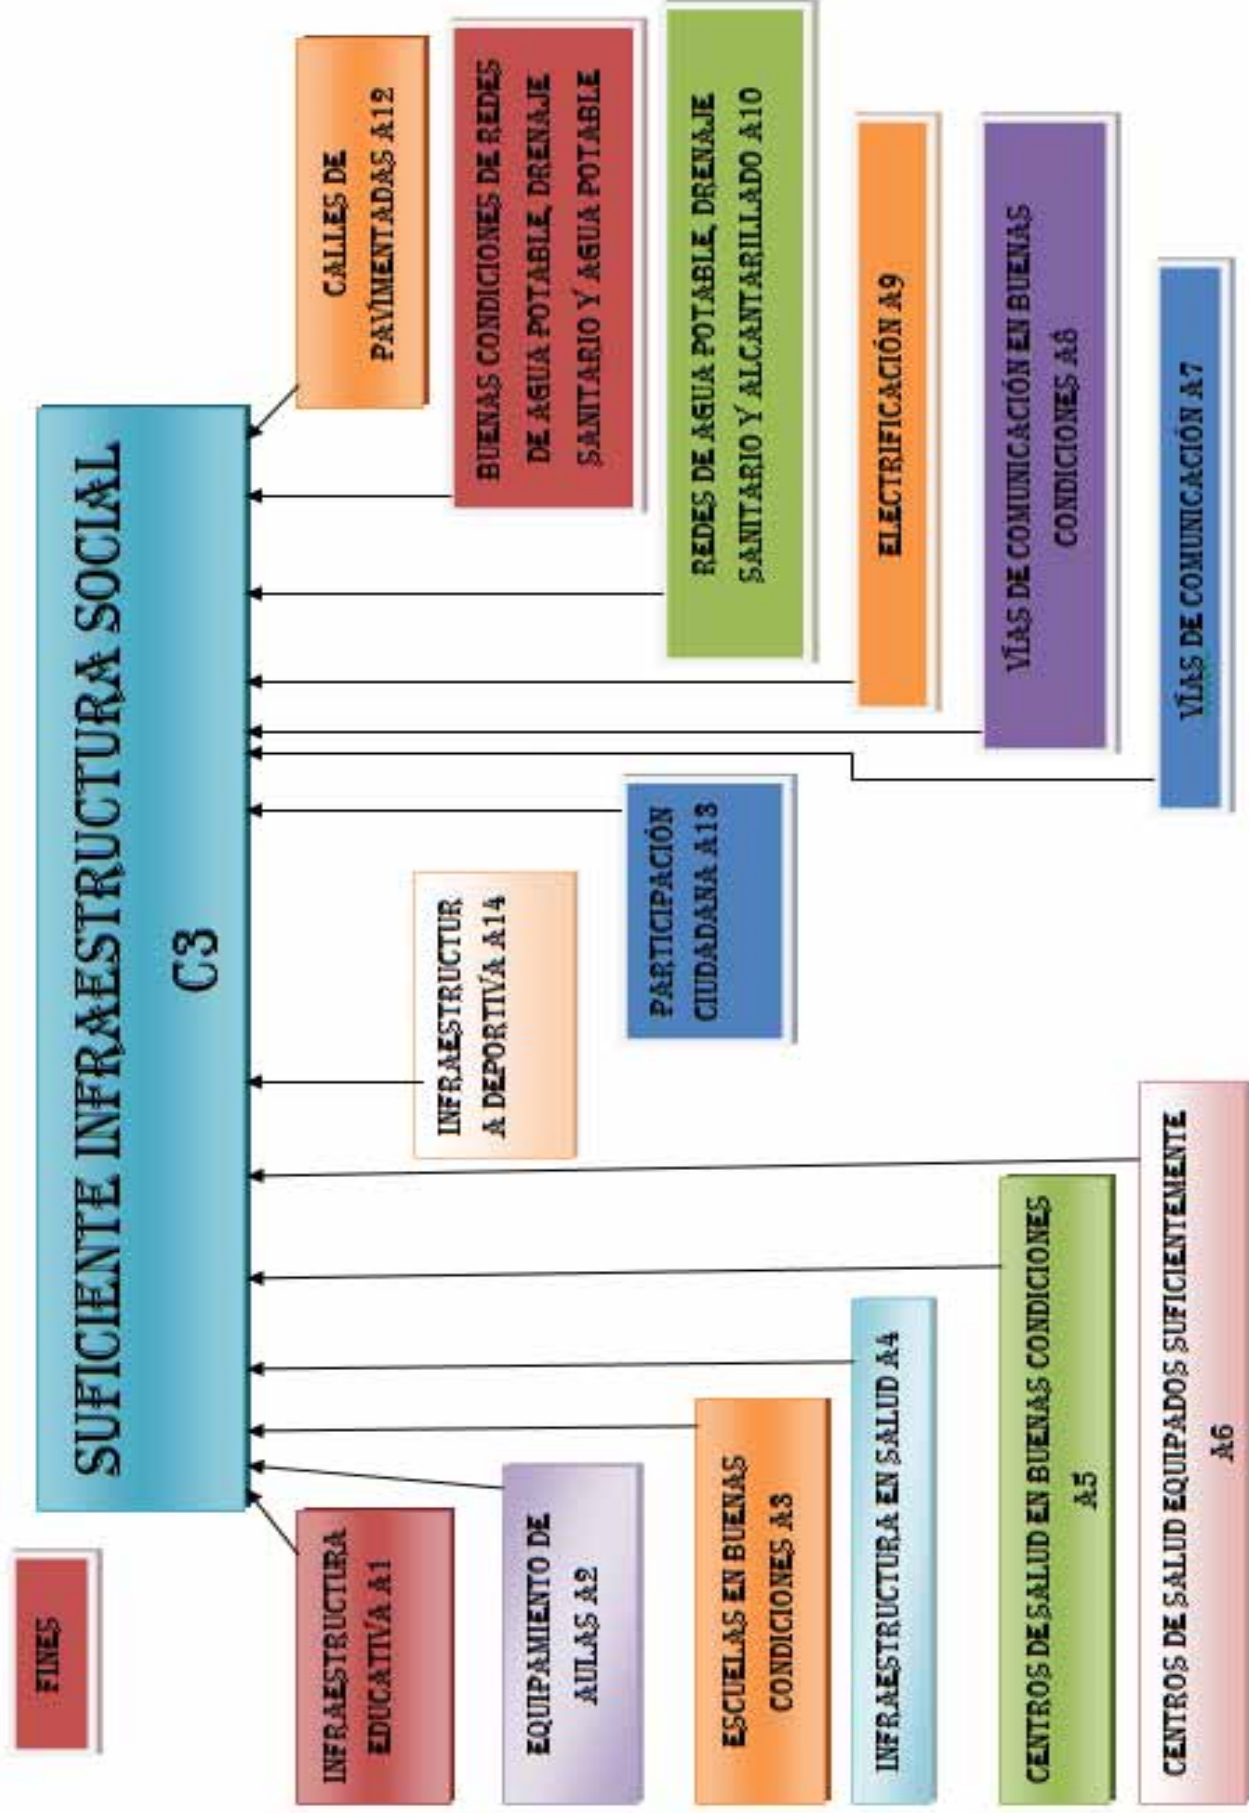 FINES
SUFICIENTE INFRAESTRUCTURA SOCIAL
C3
INFRAESTRUCTURA
EDUCATIVA A1
EQUIPAMIENTO DE
AULAS A2
ESCUELAS EN BUENAS
CONDICIONES A3
INFRAESTRUCTURA EN SALUD A4
CENTROS DE SALUD EN BUENAS CONDICIONES
A5
CENTROS DE SALUD EQUIPADOS SUFICIENTEMENTE
A6
INFRAESTRUCTUR
A DEPORTIVA A14
PARTICIPACIÓN
CIUDADANA A13
CALLES DE
PAVIMENTADAS A12
BUENAS CONDICIONES DE REDES
DE AGUA POTABLE, DRENAJE
SANITARIO Y AGUA POTABLE
REDES DE AGUA POTABLE, DRENAJE
SANITARIO Y ALCANTARILLADO A10
ELECTRIFICACIÓN A9
VÍAS DE COMUNICACIÓN EN BUENAS
CONDICIONES A8
VÍAS DE COMUNICACIÓN A7